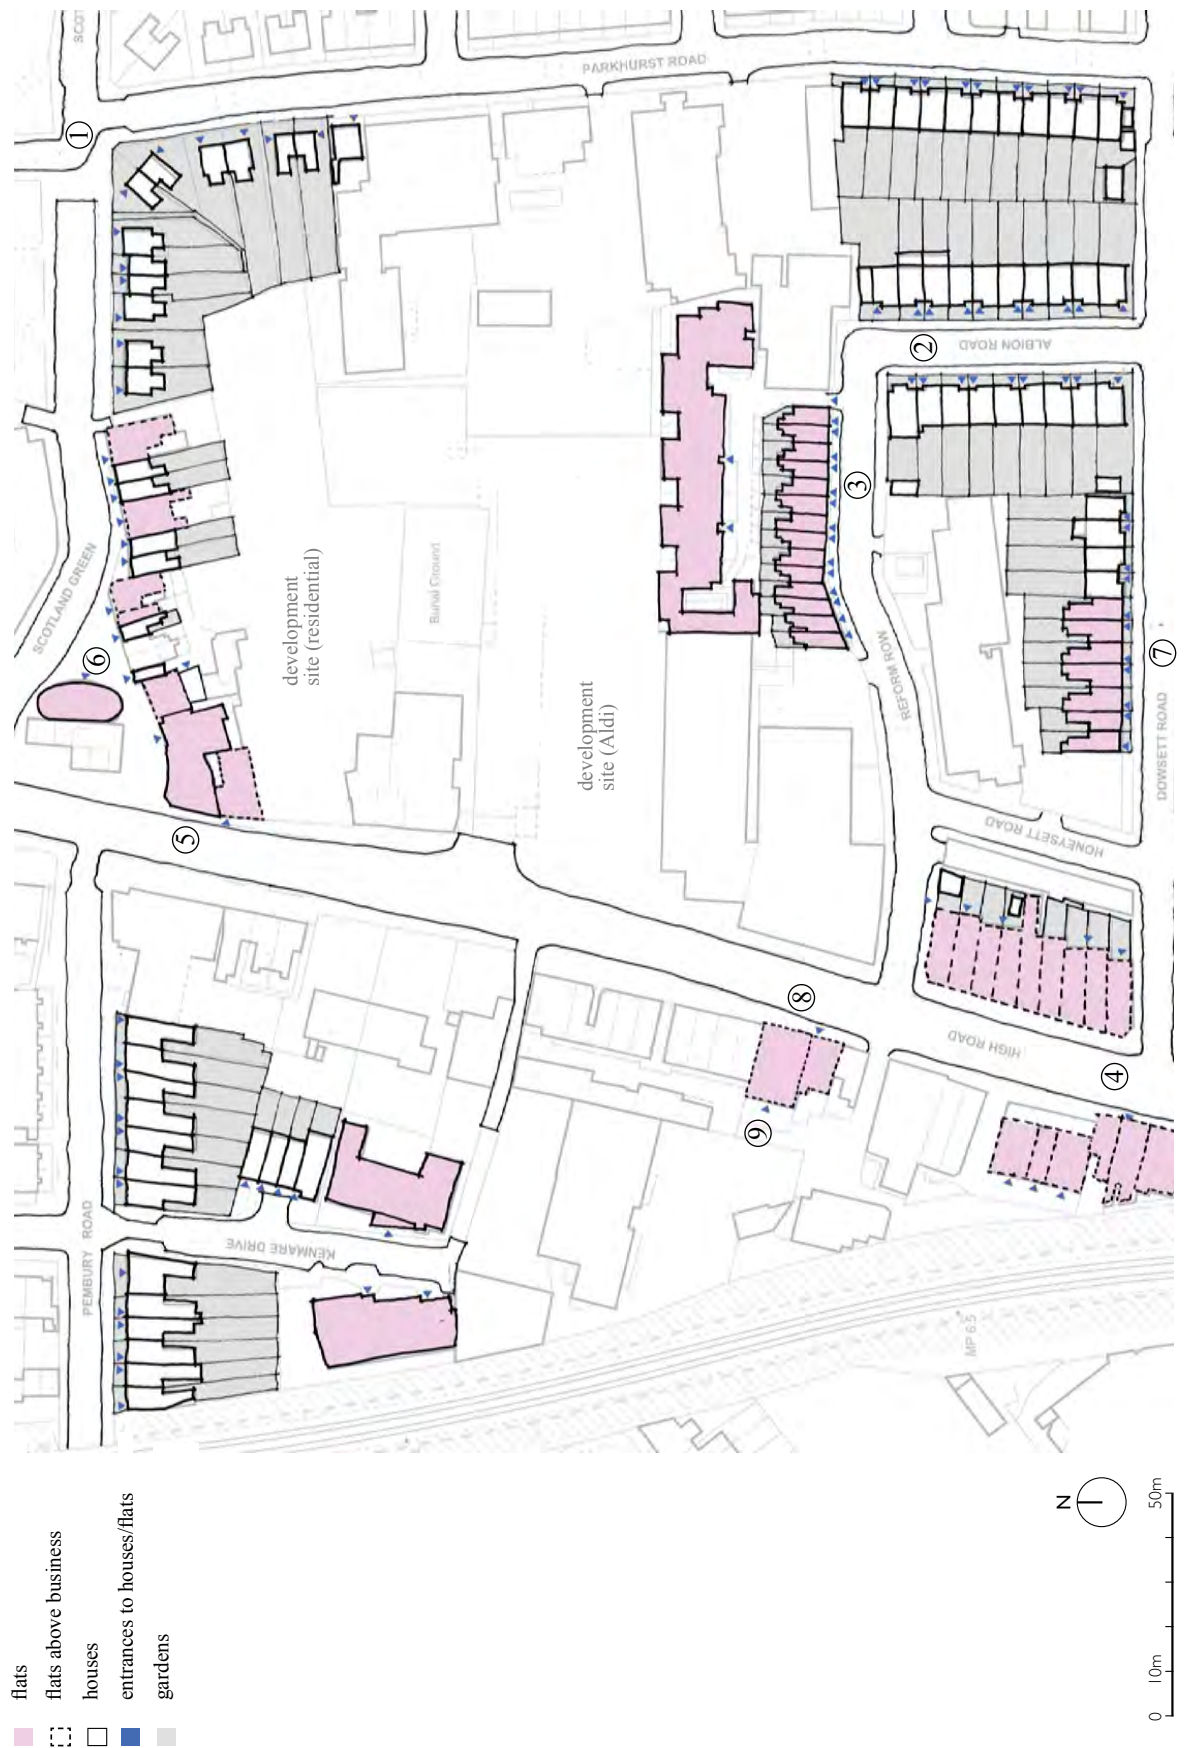 SCOT
PARKHURST ROAD
①
②
ALBION ROAD
③
SCOTLAND GREEN
development
site (residential)
Burial Ground
⑥
REFORM ROW
⑦
DOWSETT ROAD
development
site (Aldi)
⑤
HONEYSETT ROAD
⑧
HIGH ROAD
④
⑨
PEMBURY ROAD
KENMARE DRIVE
MP 6.5
flats
flats above business
houses
entrances to houses/flats
gardens
N
0 10m 50m